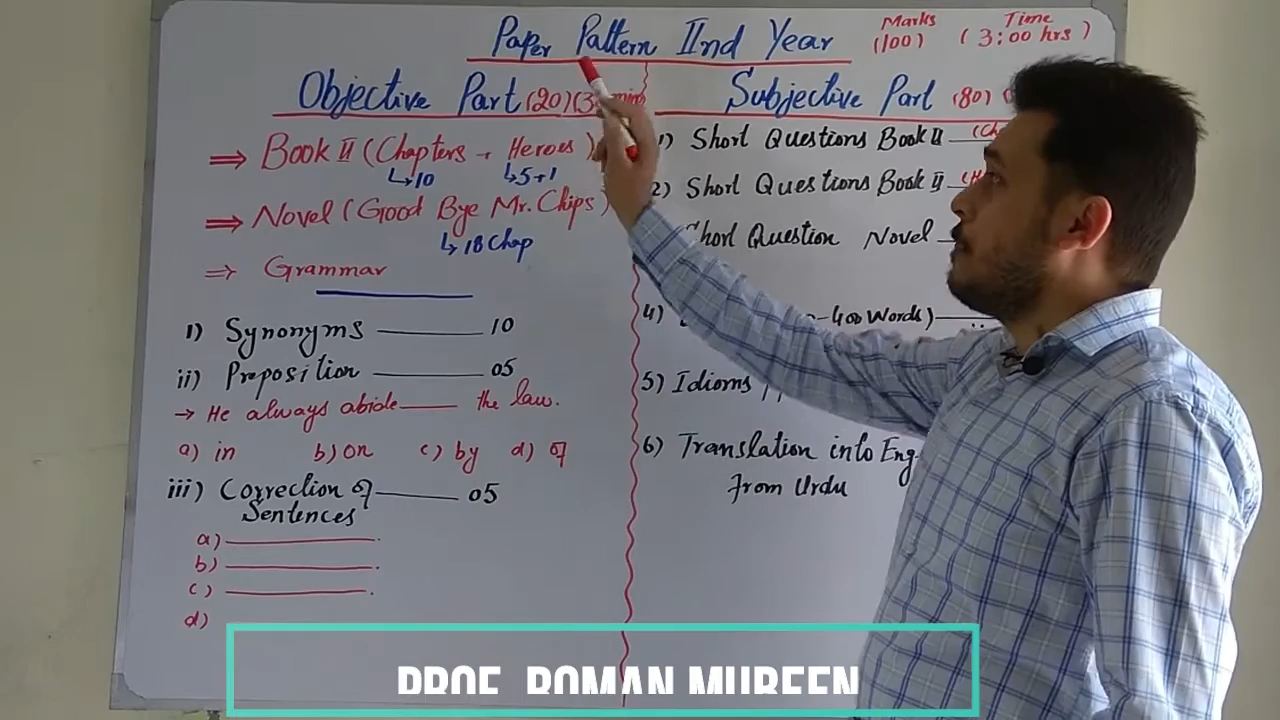 Paper Pattern IInd Year
Marks (100)
Time (3:00 hrs)
Objective Part (20)
Subjective Part (80)
⇒ Book II (Chapters + Heroes)
↳10
↳5+1
⇒ Novel (Good Bye Mr. Chips)
↳18 Chap
⇒ Grammar
i) Synonyms 10
ii) Preposition 05
→ He always abide the law.
a) in b) on c) by d) of
iii) Correction of Sentences 05
a)
b)
c)
d)
1) Short Questions Book II
2) Short Questions Book II
Short Question Novel
4) 400 Words)
5) Idioms
6) Translation into Eng
From Urdu
PROF. ROMAN MUBEEN